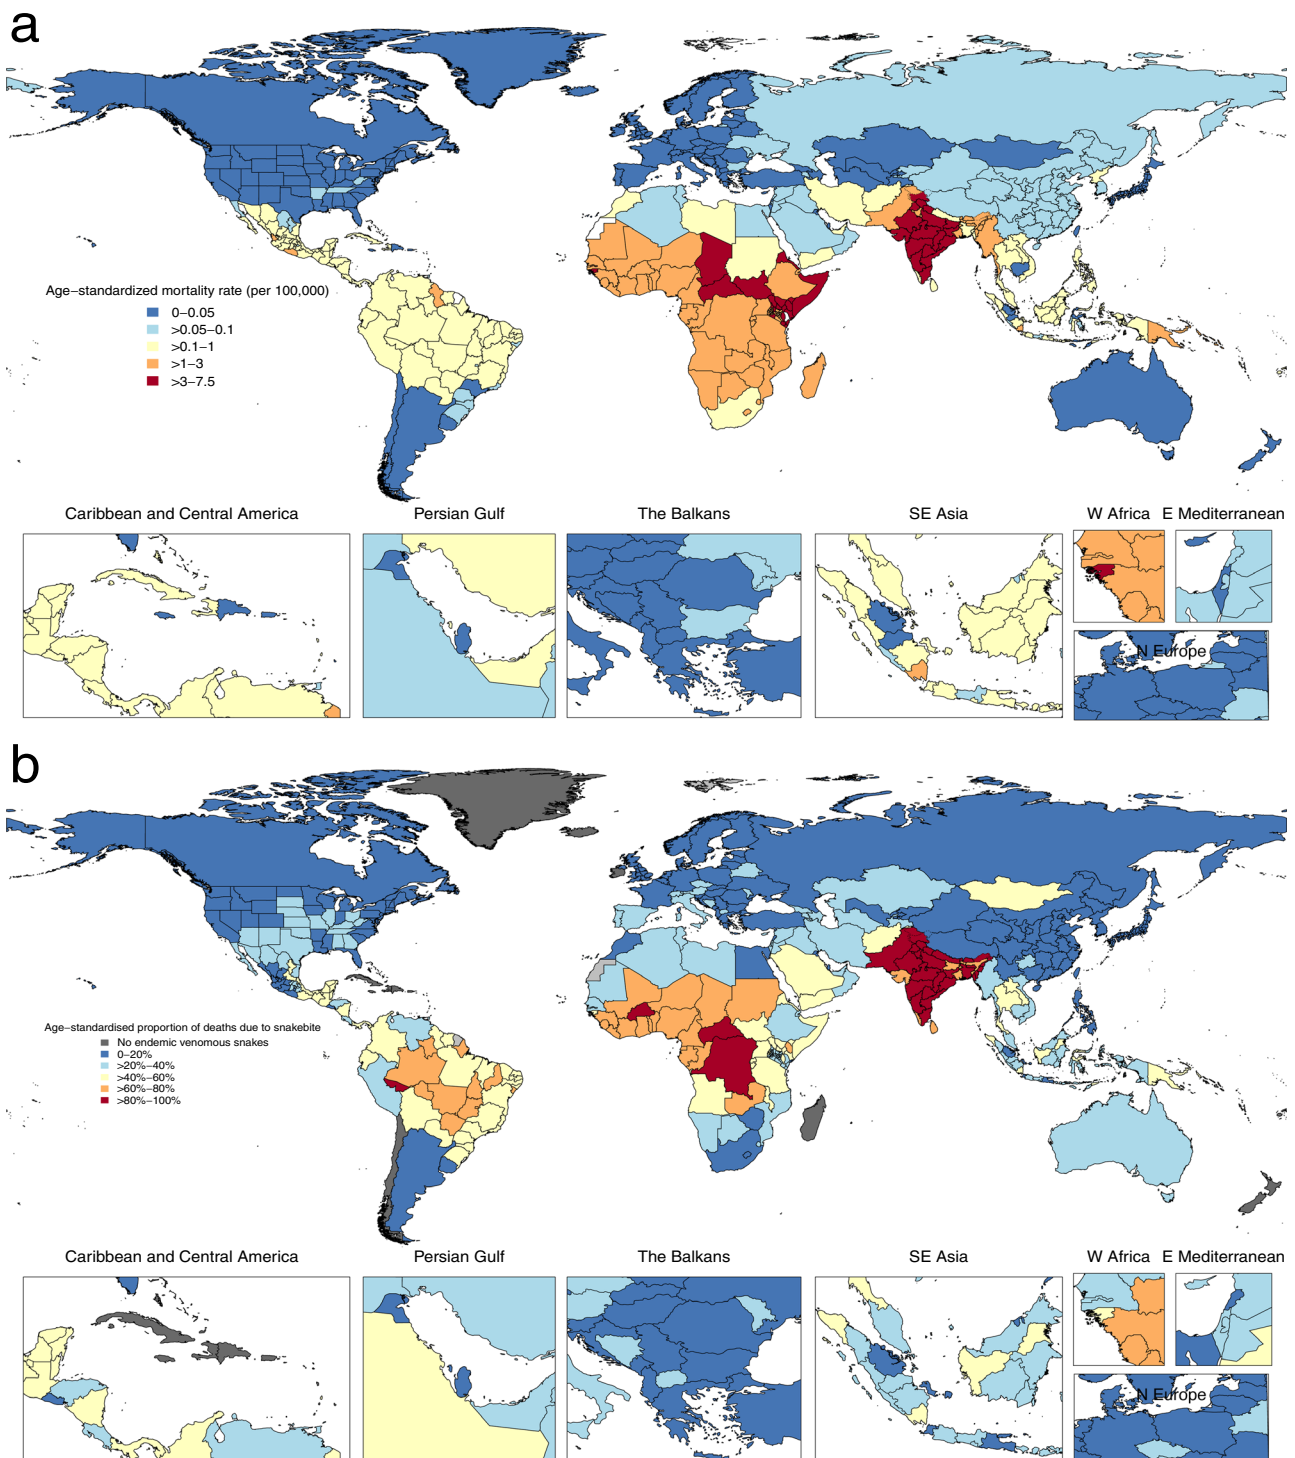 a
Age−standardized mortality rate (per 100,000)
0−0.05
>0.05−0.1
>0.1−1
>1−3
>3−7.5
Caribbean and Central America
Persian Gulf
The Balkans
SE Asia
W Africa
E Mediterranean
N Europe
b
Age−standardised proportion of deaths due to snakebite
No endemic venomous snakes
0−20%
>20%−40%
>40%−60%
>60%−80%
>80%−100%
Caribbean and Central America
Persian Gulf
The Balkans
SE Asia
W Africa
E Mediterranean
N Europe